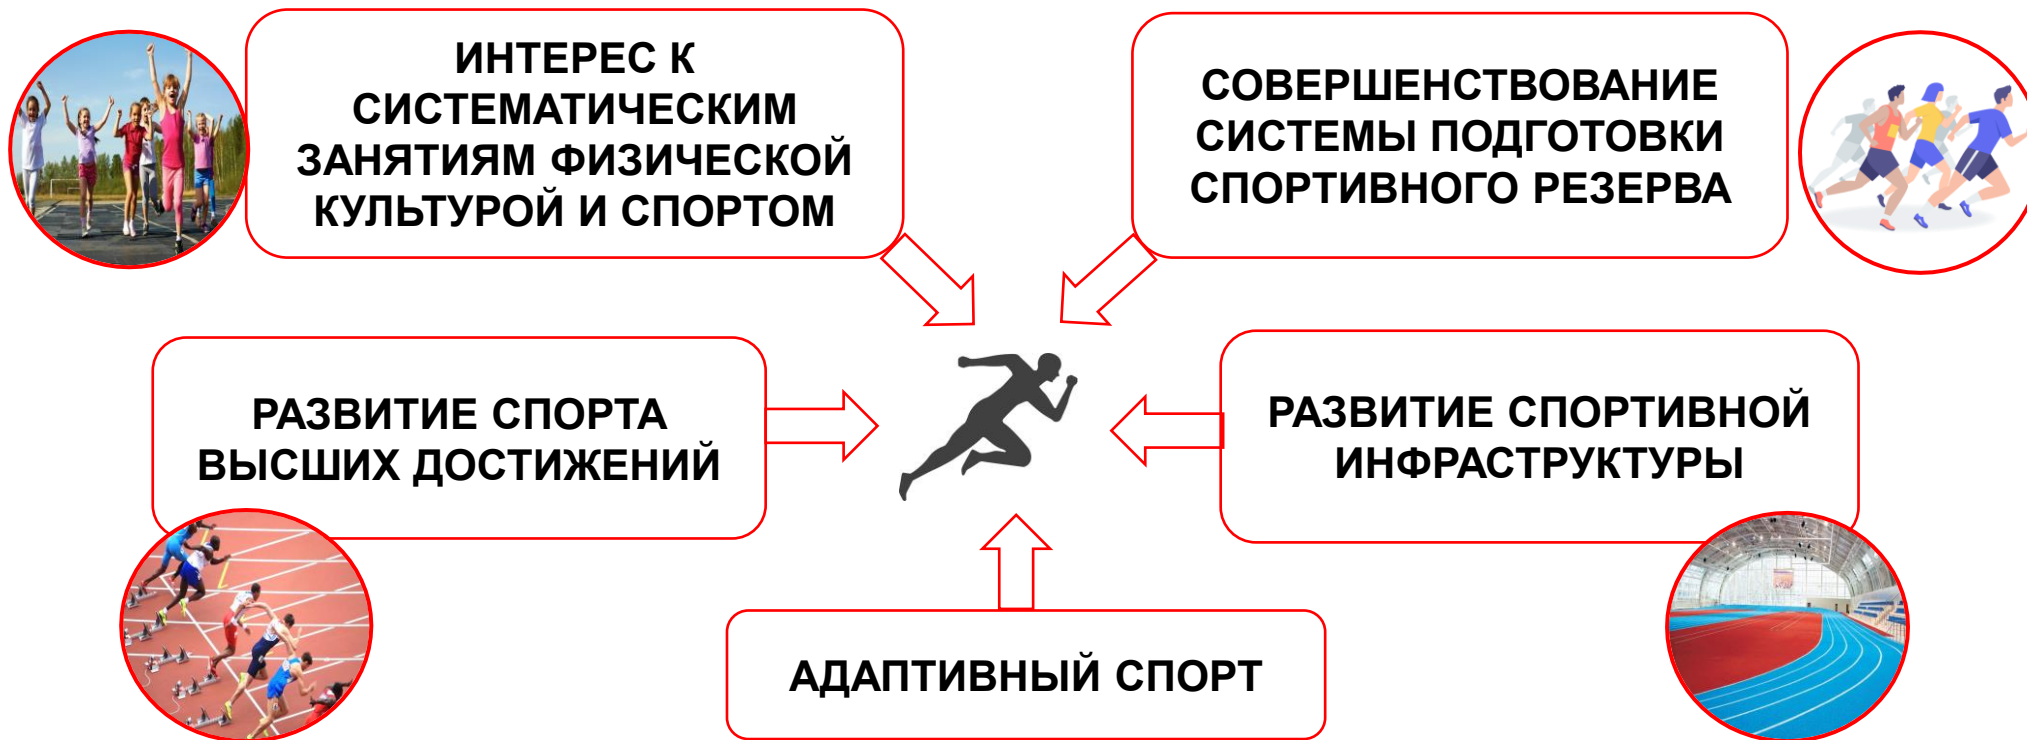 ИНТЕРЕС К
СИСТЕМАТИЧЕСКИМ
ЗАНЯТИЯМ ФИЗИЧЕСКОЙ
КУЛЬТУРОЙ И СПОРТОМ
СОВЕРШЕНСТВОВАНИЕ
СИСТЕМЫ ПОДГОТОВКИ
СПОРТИВНОГО РЕЗЕРВА
РАЗВИТИЕ СПОРТА
ВЫСШИХ ДОСТИЖЕНИЙ
РАЗВИТИЕ СПОРТИВНОЙ
ИНФРАСТРУКТУРЫ
АДАПТИВНЫЙ СПОРТ